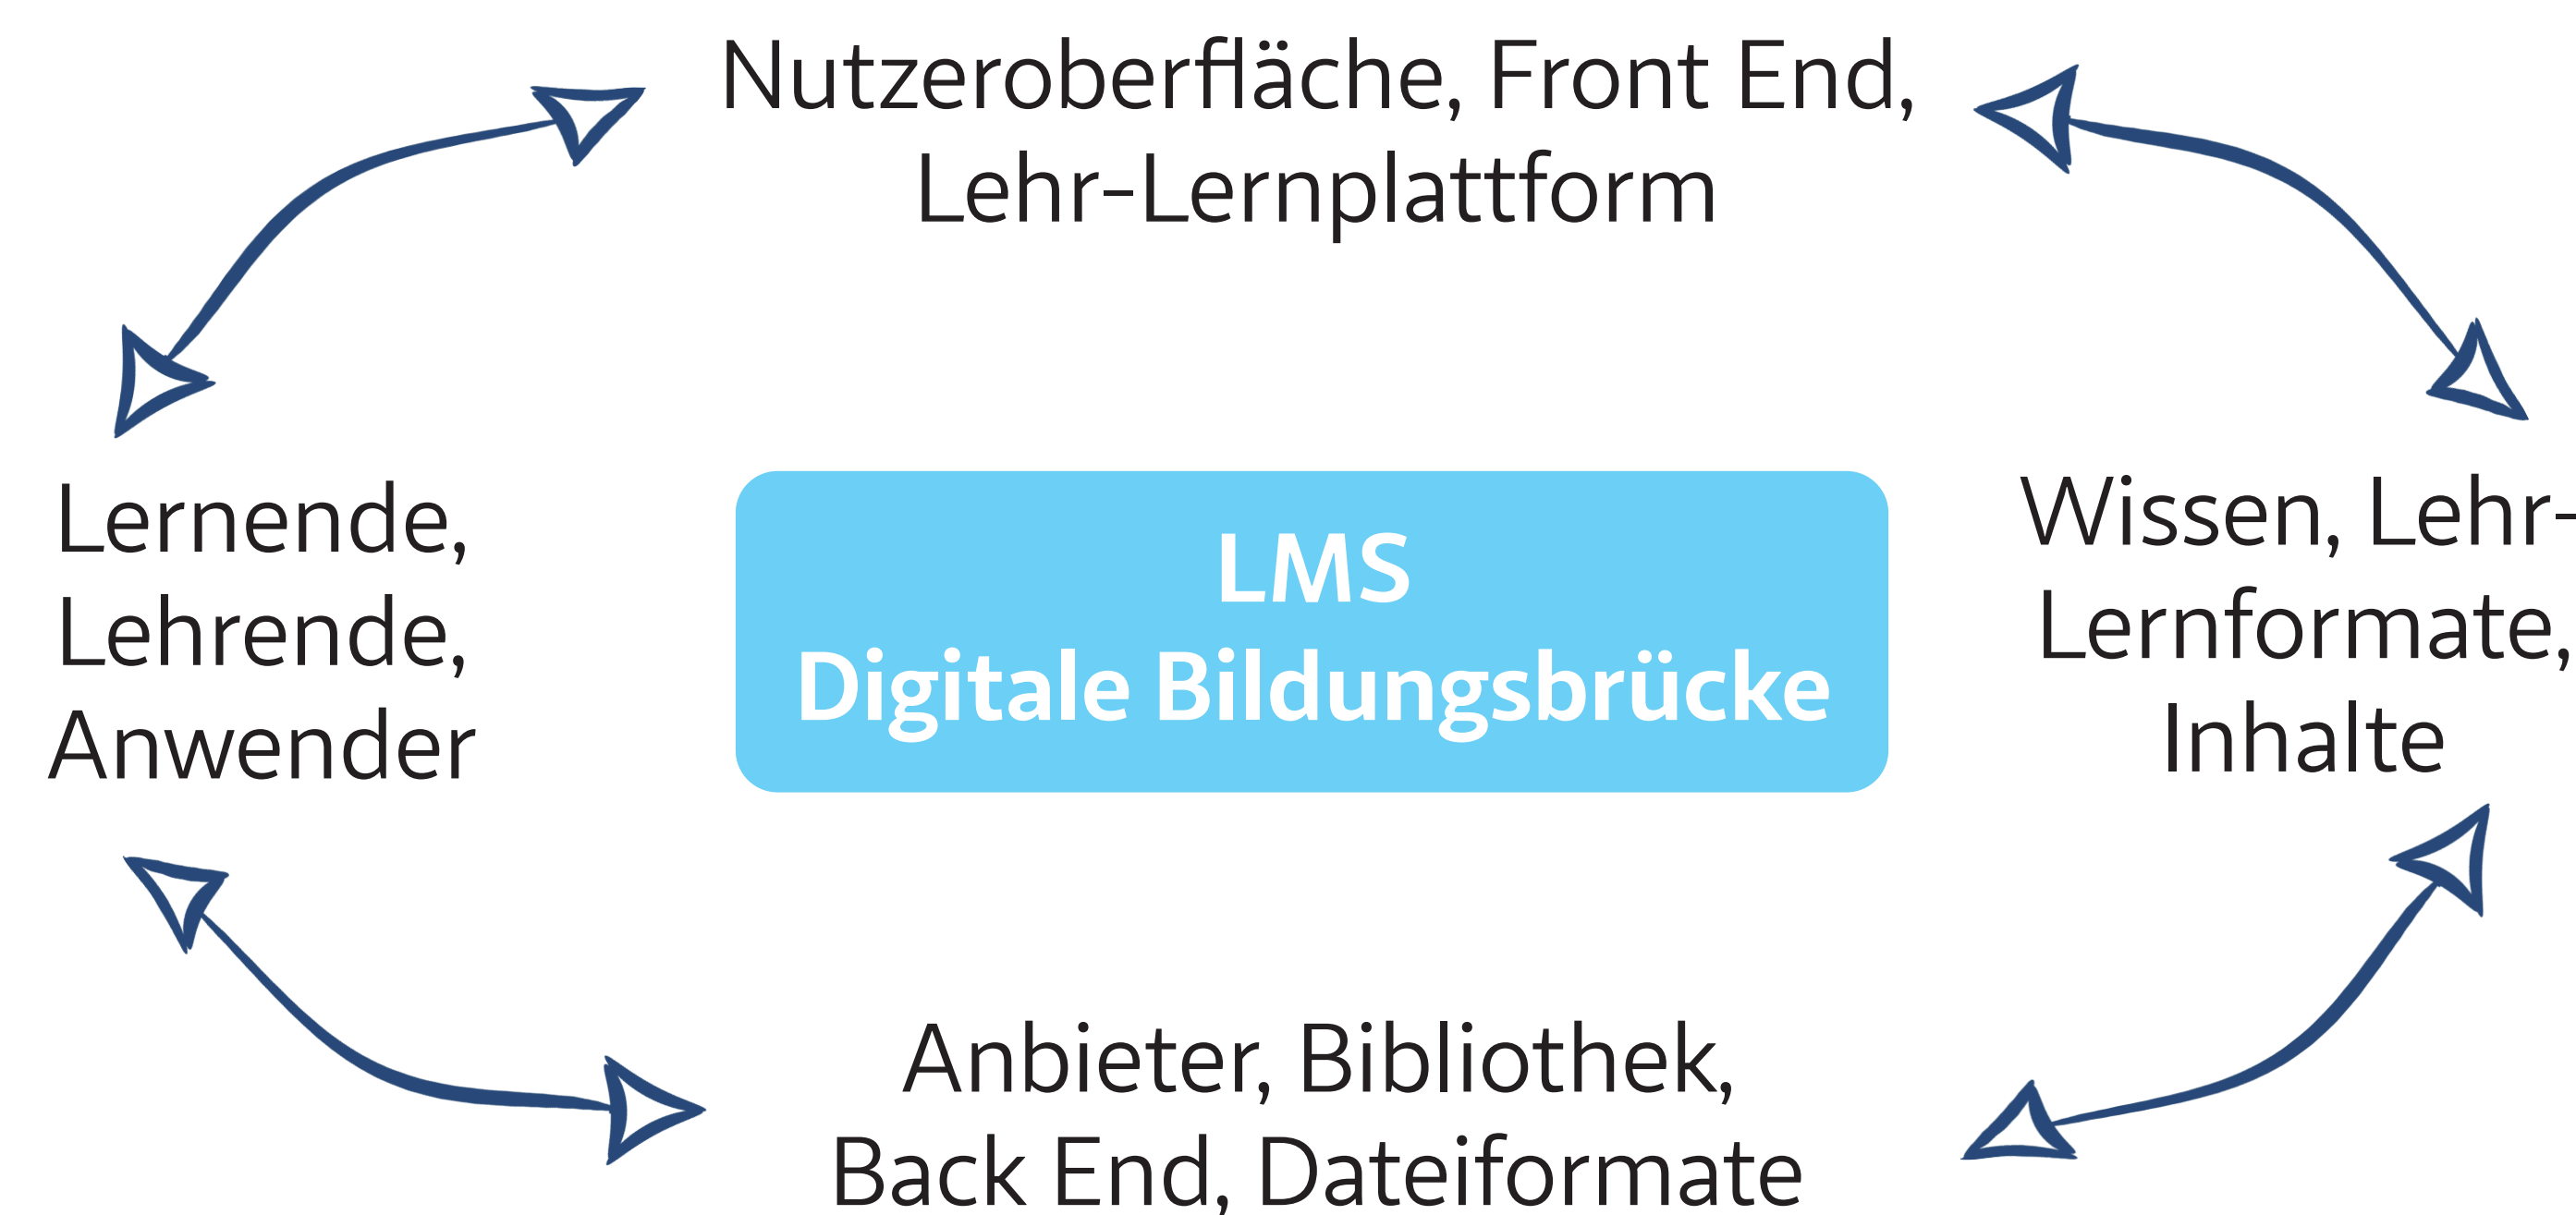 Nutzeroberfläche, Front End,
Lehr-Lernplattform
Lernende,
Lehrende,
Anwender
LMS
Digitale Bildungsbrücke
Wissen, Lehr-
Lernformate,
Inhalte
Anbieter, Bibliothek,
Back End, Dateiformate